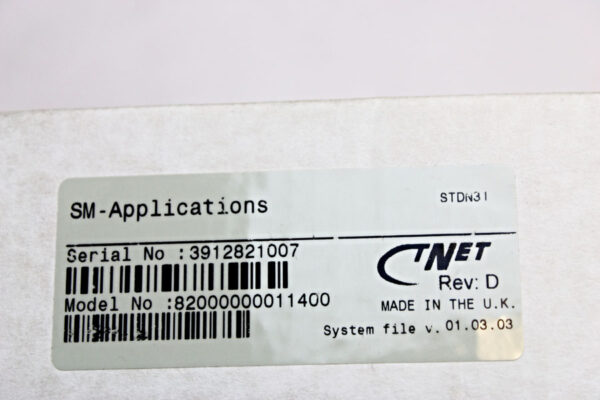 SM-Applications
STDN31
Serial No :3912821007
CTNET
Rev: D
Model No :82000000011400
MADE IN THE U.K.
System file v. 01.03.03